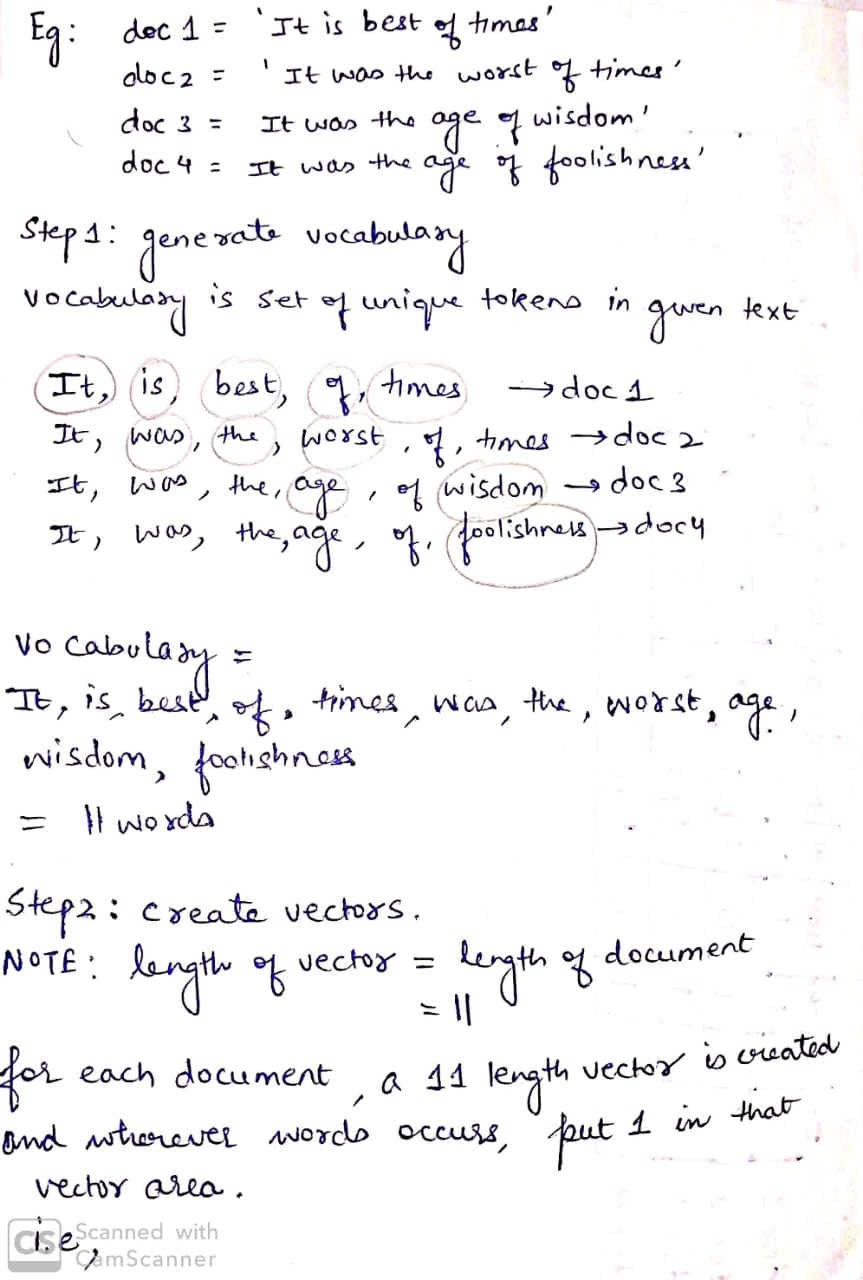 Eg: doc 1 = 'It is best of times'
doc 2 = 'It was the worst of times'
doc 3 = It was the age of wisdom'
doc 4 = It was the age of foolishness'
Step 1: generate vocabulary
vocabulary is set of unique tokens in given text
It, is, best, of, times → doc 1
It, was, the, worst, of, times → doc 2
It, was, the, age, of wisdom → doc 3
It, was, the, age, of, foolishness → doc 4
vocabulary =
It, is, best, of, times, was, the, worst, age,
wisdom, foolishness
= 11 words
Step 2: create vectors.
NOTE: length of vector = length of document
= 11
for each document, a 11 length vector is created
and wherever words occurs, put 1 in that
vector area.
i.e,
CS Scanned with
CamScanner